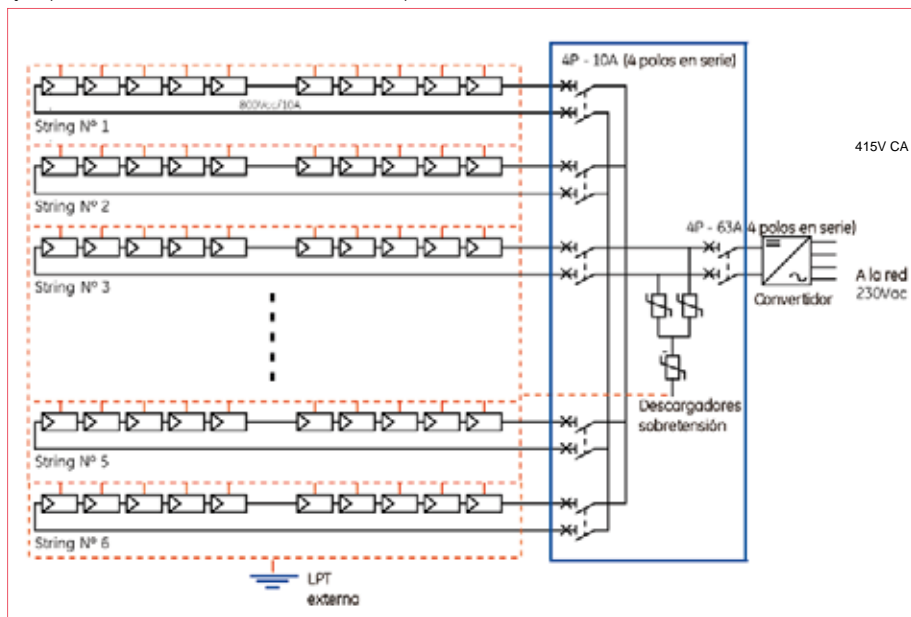 4P - 10A (4 polos en serie)
800Vcc/10A
String Nº 1
415V CA
String Nº 2
4P - 63A(4 polos en serie)
String Nº 3
A la red
230Vac
Convertidor
Descargadores
sobretensión
String Nº 5
String Nº 6
LPT
externa